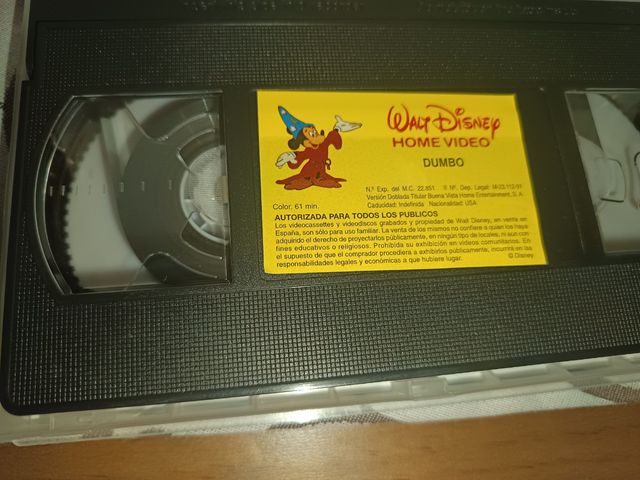 WALT DISNEY
HOME VIDEO
DUMBO
N.º Exp. del M.C. 22.851 Nº. Dep. Legal: M-23.112-91
Versión Doblada Titular Buena Vista Home Entertainment, S. A.
Color. 61 min. Caducidad: Indefinida Nacionalidad: USA
AUTORIZADA PARA TODOS LOS PUBLICOS
Los videocassettes y videodiscos grabados y propiedad de Walt Disney, en venta en
España, son sólo para uso familiar. La venta de los mismos no confiere a quien los haya
adquirido el derecho de proyectarlos públicamente, en ningún tipo de locales, ni aun con
fines educativos o religiosos. Prohibida su exhibición en videos comunitarios. En
el supuesto de que el comprador procediera a exhibirlos públicamente, incurrirá en las
responsabilidades legales y económicas a que hubiere lugar.
© Disney